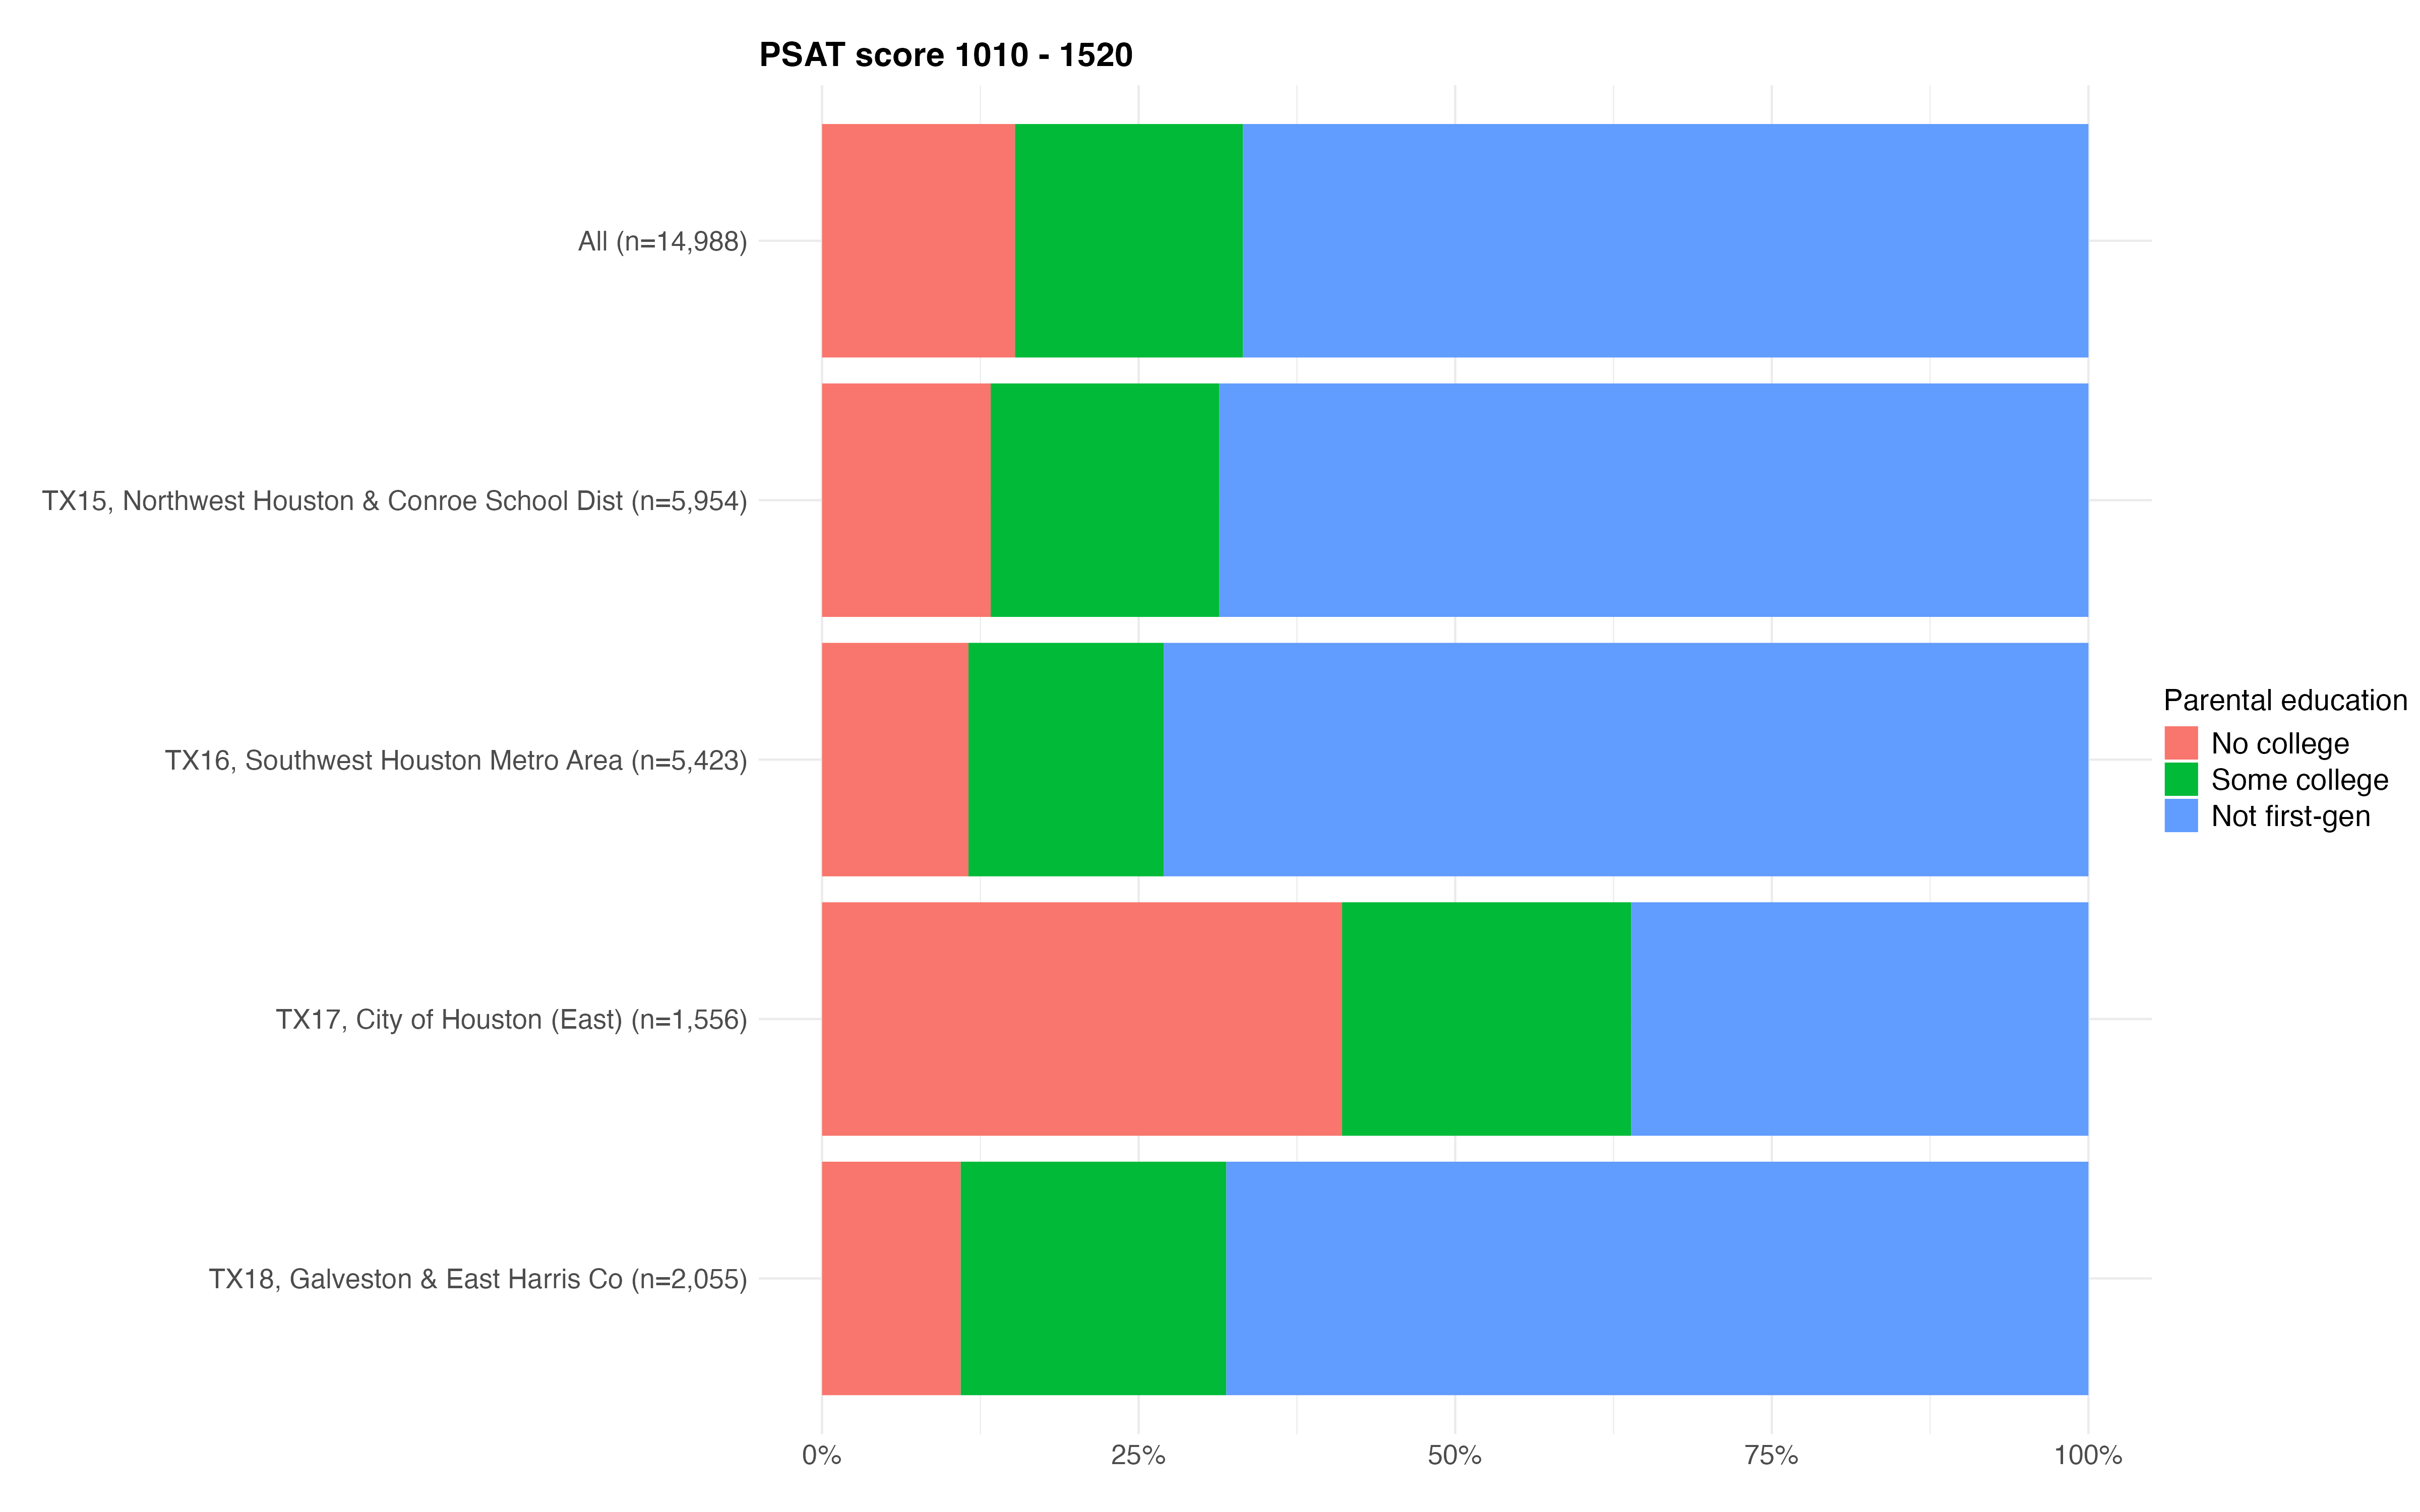 PSAT score 1010 - 1520
All (n=14,988)
TX15, Northwest Houston & Conroe School Dist (n=5,954)
TX16, Southwest Houston Metro Area (n=5,423)
TX17, City of Houston (East) (n=1,556)
TX18, Galveston & East Harris Co (n=2,055)
0%
25%
50%
75%
100%
Parental education
No college
Some college
Not first-gen